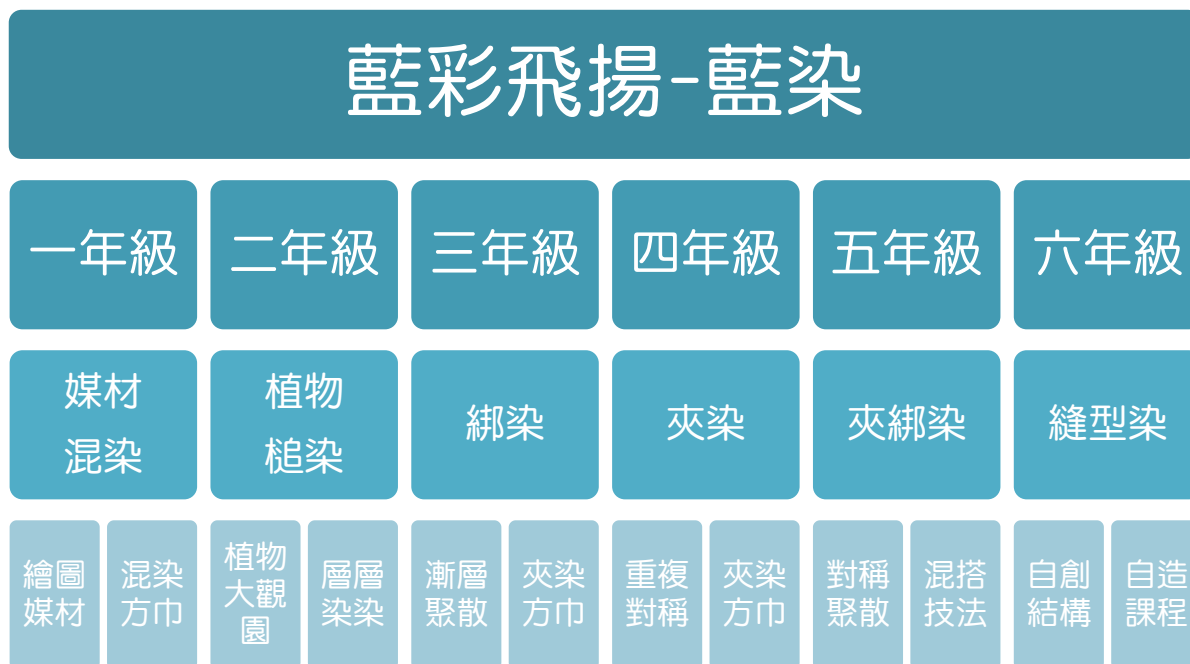 藍彩飛揚-藍染
一年級
二年級
三年級
四年級
五年級
六年級
媒材
混染
植物
槌染
綁染
夾染
夾綁染
縫型染
繪圖
媒材
混染
方巾
植物
大觀
園
層層
染染
漸層
聚散
夾染
方巾
重複
對稱
夾染
方巾
對稱
聚散
混搭
技法
自創
結構
自造
課程